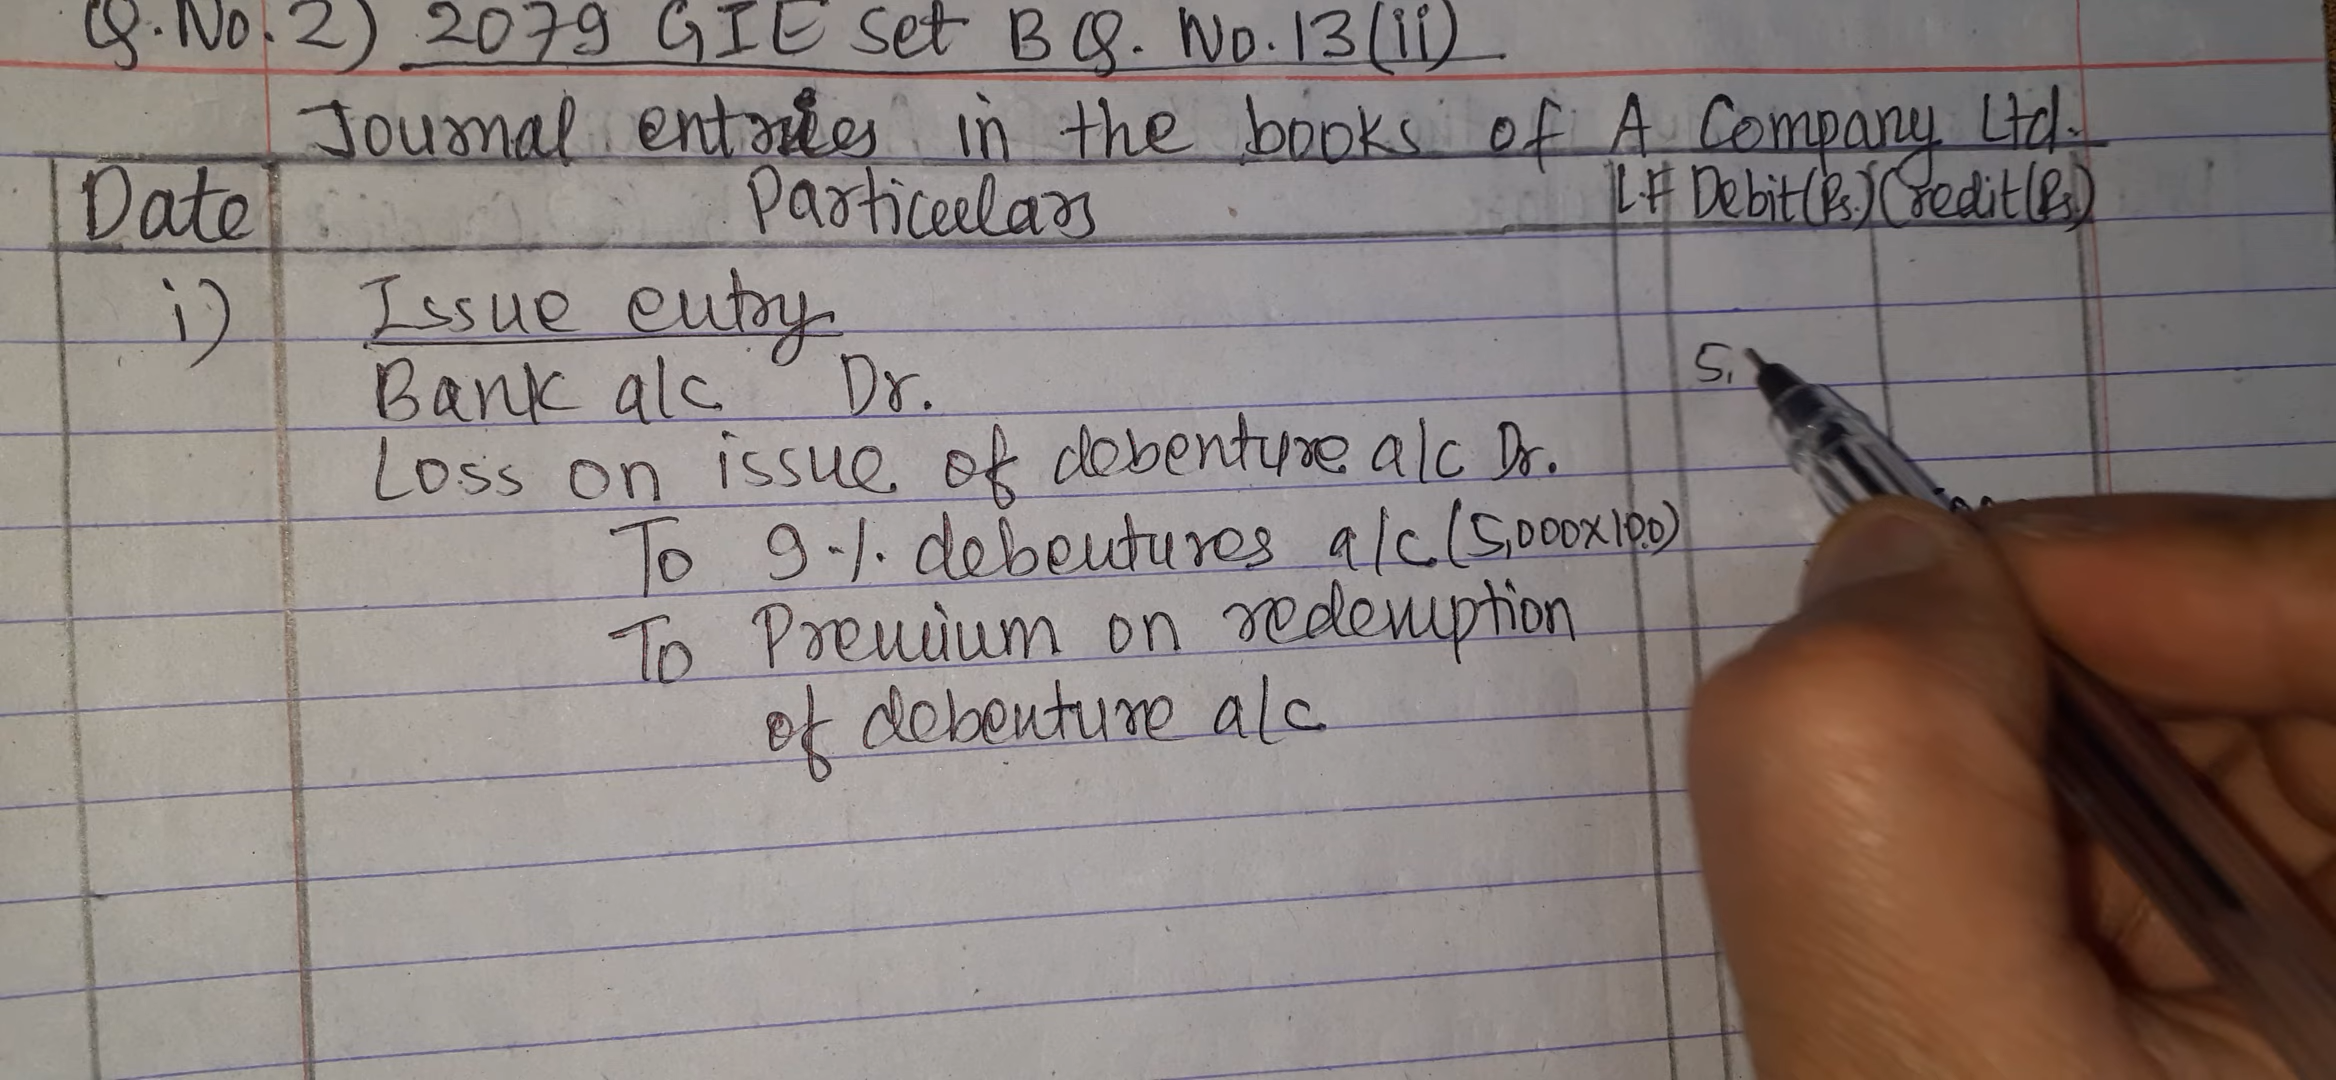 Q.No.2) 2079 GIE set B Q. No. 13(ii)
Journal entries in the books of A Company Ltd.
Date Particulars L.F Debit(Rs.) Credit(Rs.)
i) Issue entry
Bank a/c Dr. 5,
Loss on issue of debenture a/c Dr.
To 9% debentures a/c (5,000x100)
To Premium on redemption
of debenture a/c